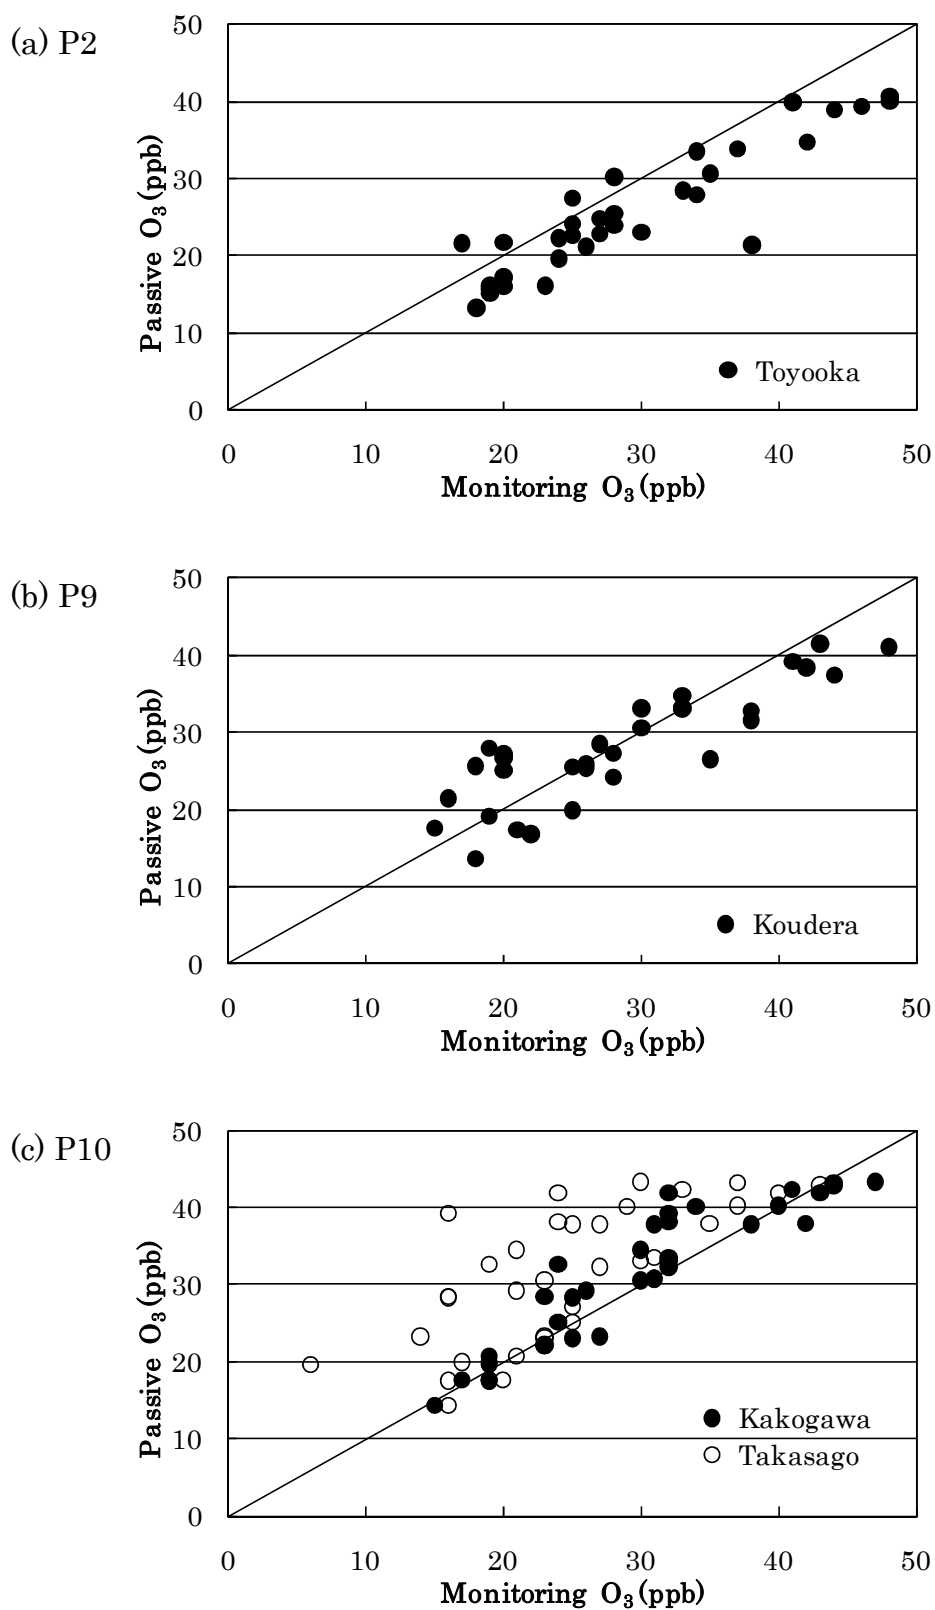 (a) P2
50
40
30
20
10
0
Passive O₃(ppb)
Toyooka
0 10 20 30 40 50
Monitoring O₃(ppb)
(b) P9
50
40
30
20
10
0
Passive O₃(ppb)
Koudera
0 10 20 30 40 50
Monitoring O₃(ppb)
(c) P10
50
40
30
20
10
0
Passive O₃(ppb)
Kakogawa
Takasago
0 10 20 30 40 50
Monitoring O₃(ppb)